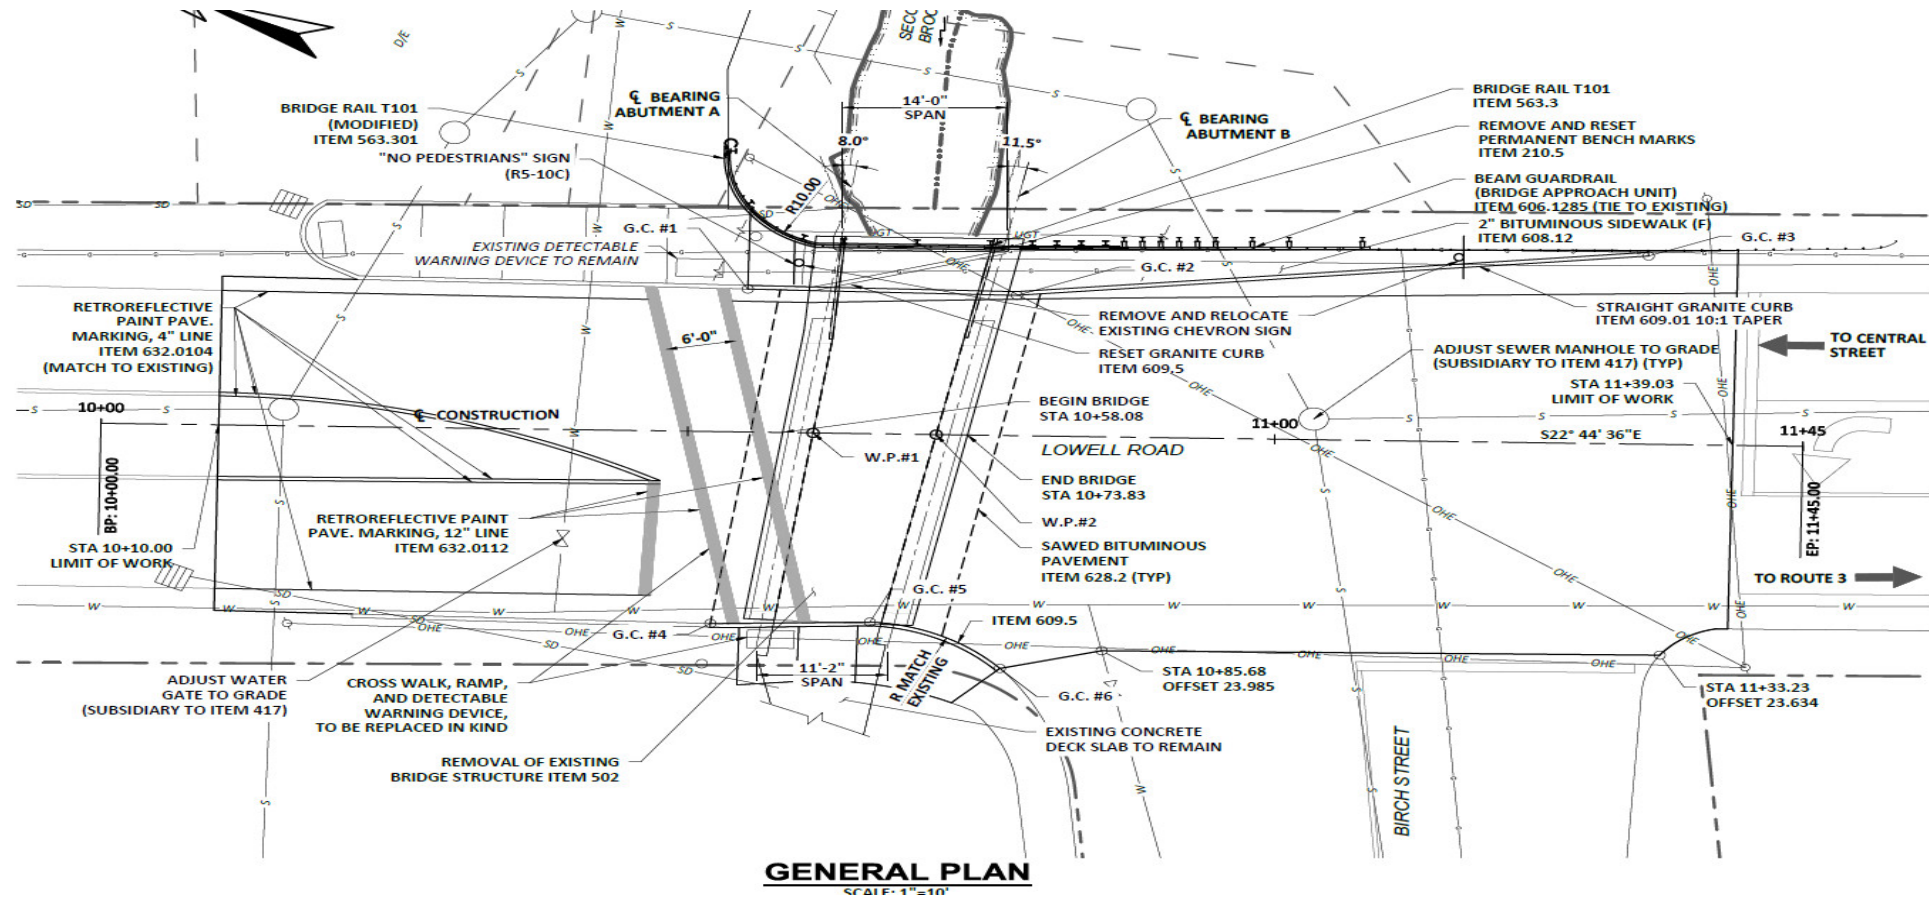 D/E
SECO
BROO
BRIDGE RAIL T101
(MODIFIED)
ITEM 563.301
"NO PEDESTRIANS" SIGN
(R5-10C)
℄ BEARING
ABUTMENT A
14'-0"
SPAN
8.0°
11.5°
℄ BEARING
ABUTMENT B
BRIDGE RAIL T101
ITEM 563.3
REMOVE AND RESET
PERMANENT BENCH MARKS
ITEM 210.5
BEAM GUARDRAIL
(BRIDGE APPROACH UNIT)
ITEM 606.1285 (TIE TO EXISTING)
2" BITUMINOUS SIDEWALK (F)
ITEM 608.12
R10.00
G.C. #1
G.C. #2
G.C. #3
EXISTING DETECTABLE
WARNING DEVICE TO REMAIN
RETROREFLECTIVE
PAINT PAVE.
MARKING, 4" LINE
ITEM 632.0104
(MATCH TO EXISTING)
6'-0"
REMOVE AND RELOCATE
EXISTING CHEVRON SIGN
RESET GRANITE CURB
ITEM 609.5
STRAIGHT GRANITE CURB
ITEM 609.01 10:1 TAPER
TO CENTRAL
STREET
ADJUST SEWER MANHOLE TO GRADE
(SUBSIDIARY TO ITEM 417) (TYP)
STA 11+39.03
LIMIT OF WORK
10+00
℄ CONSTRUCTION
BEGIN BRIDGE
STA 10+58.08
11+00
S22° 44' 36"E
11+45
W.P.#1
LOWELL ROAD
END BRIDGE
STA 10+73.83
W.P.#2
SAWED BITUMINOUS
PAVEMENT
ITEM 628.2 (TYP)
BP: 10+00.00
EP: 11+45.00
STA 10+10.00
LIMIT OF WORK
RETROREFLECTIVE PAINT
PAVE. MARKING, 12" LINE
ITEM 632.0112
TO ROUTE 3
G.C. #5
G.C. #4
ITEM 609.5
11'-2"
SPAN
R MATCH
EXISTING
G.C. #6
STA 10+85.68
OFFSET 23.985
STA 11+33.23
OFFSET 23.634
ADJUST WATER
GATE TO GRADE
(SUBSIDIARY TO ITEM 417)
CROSS WALK, RAMP,
AND DETECTABLE
WARNING DEVICE,
TO BE REPLACED IN KIND
EXISTING CONCRETE
DECK SLAB TO REMAIN
REMOVAL OF EXISTING
BRIDGE STRUCTURE ITEM 502
BIRCH STREET
GENERAL PLAN
SCALE: 1"=10'